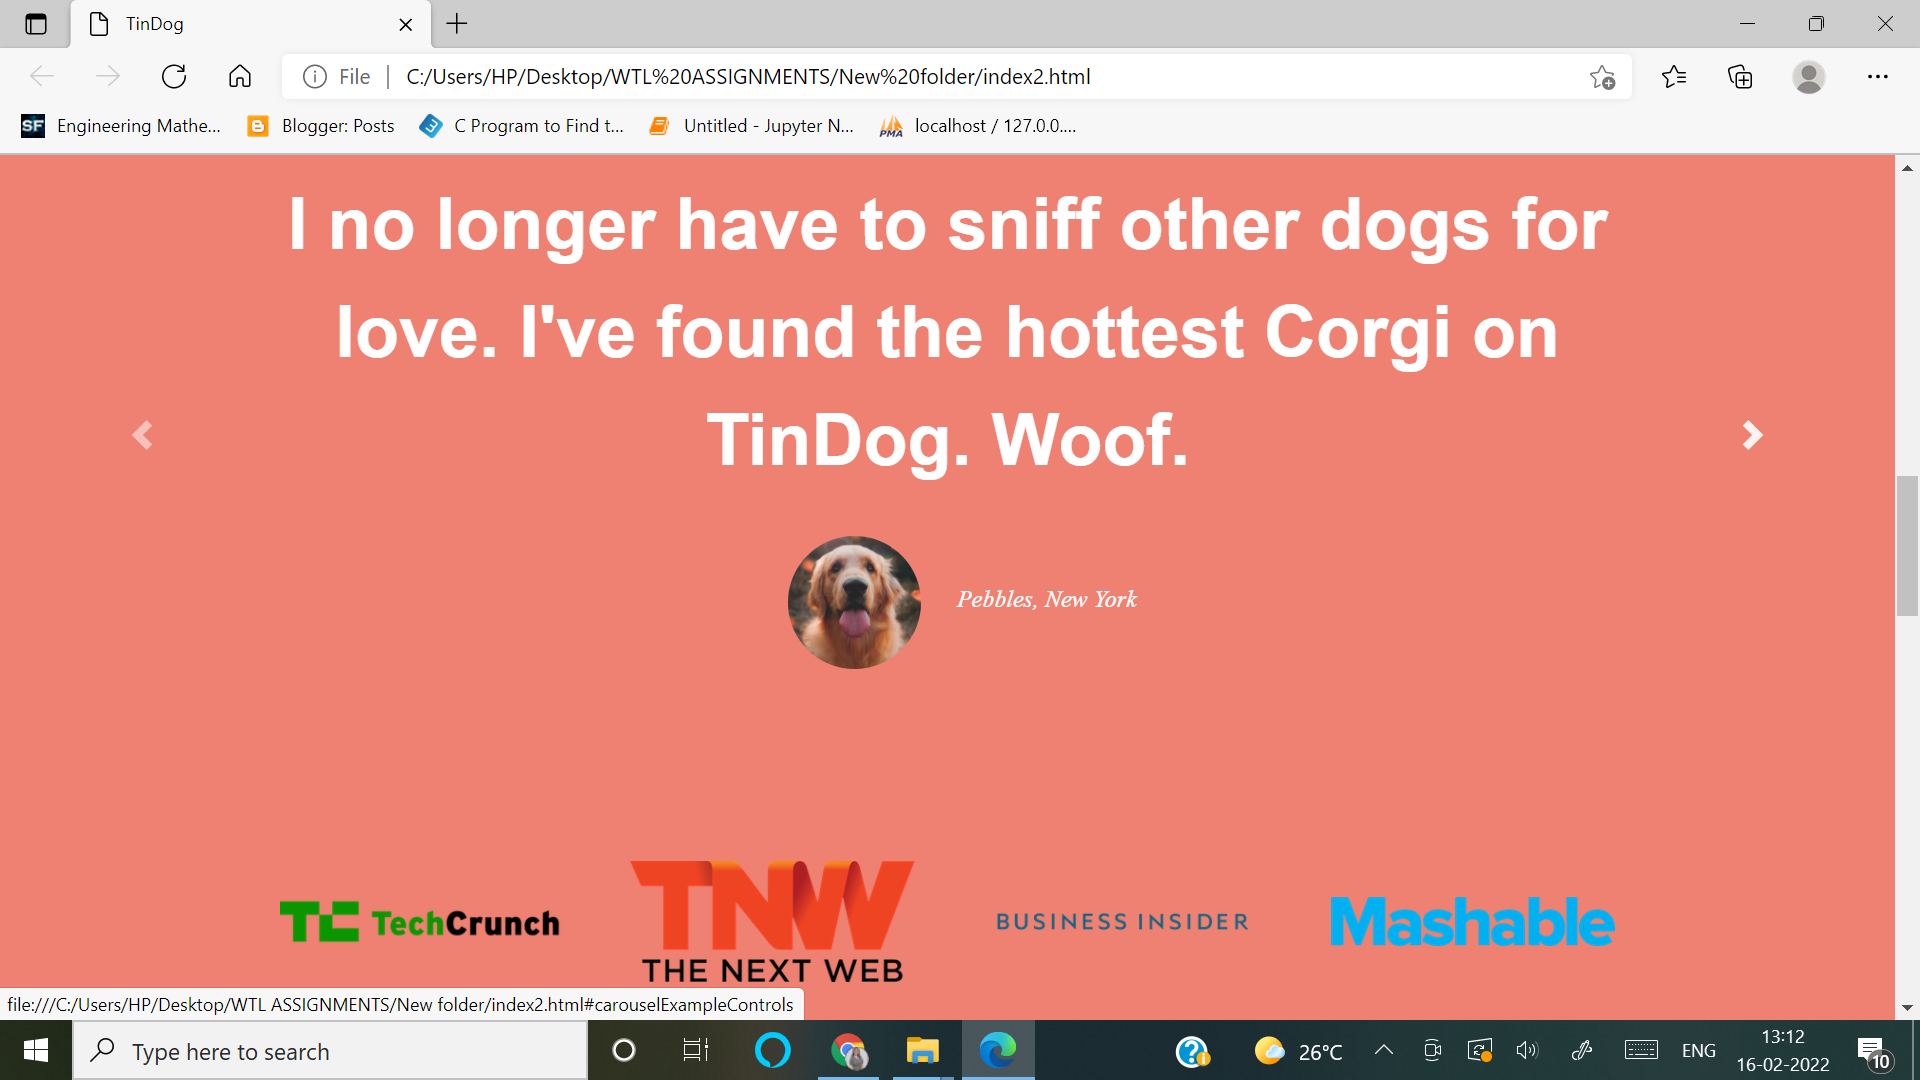 TinDog
File
C:/Users/HP/Desktop/WTL%20ASSIGNMENTS/New%20folder/index2.html
SF Engineering Mathe...
Blogger: Posts
C Program to Find t...
Untitled - Jupyter N...
PMA localhost / 127.0.0....
I no longer have to sniff other dogs for
love. I've found the hottest Corgi on
TinDog. Woof.
Pebbles, New York
TC TechCrunch
TNW
THE NEXT WEB
BUSINESS INSIDER
Mashable
file:///C:/Users/HP/Desktop/WTL ASSIGNMENTS/New folder/index2.html#carouselExampleControls
Type here to search
26°C
ENG
13:12
16-02-2022
10